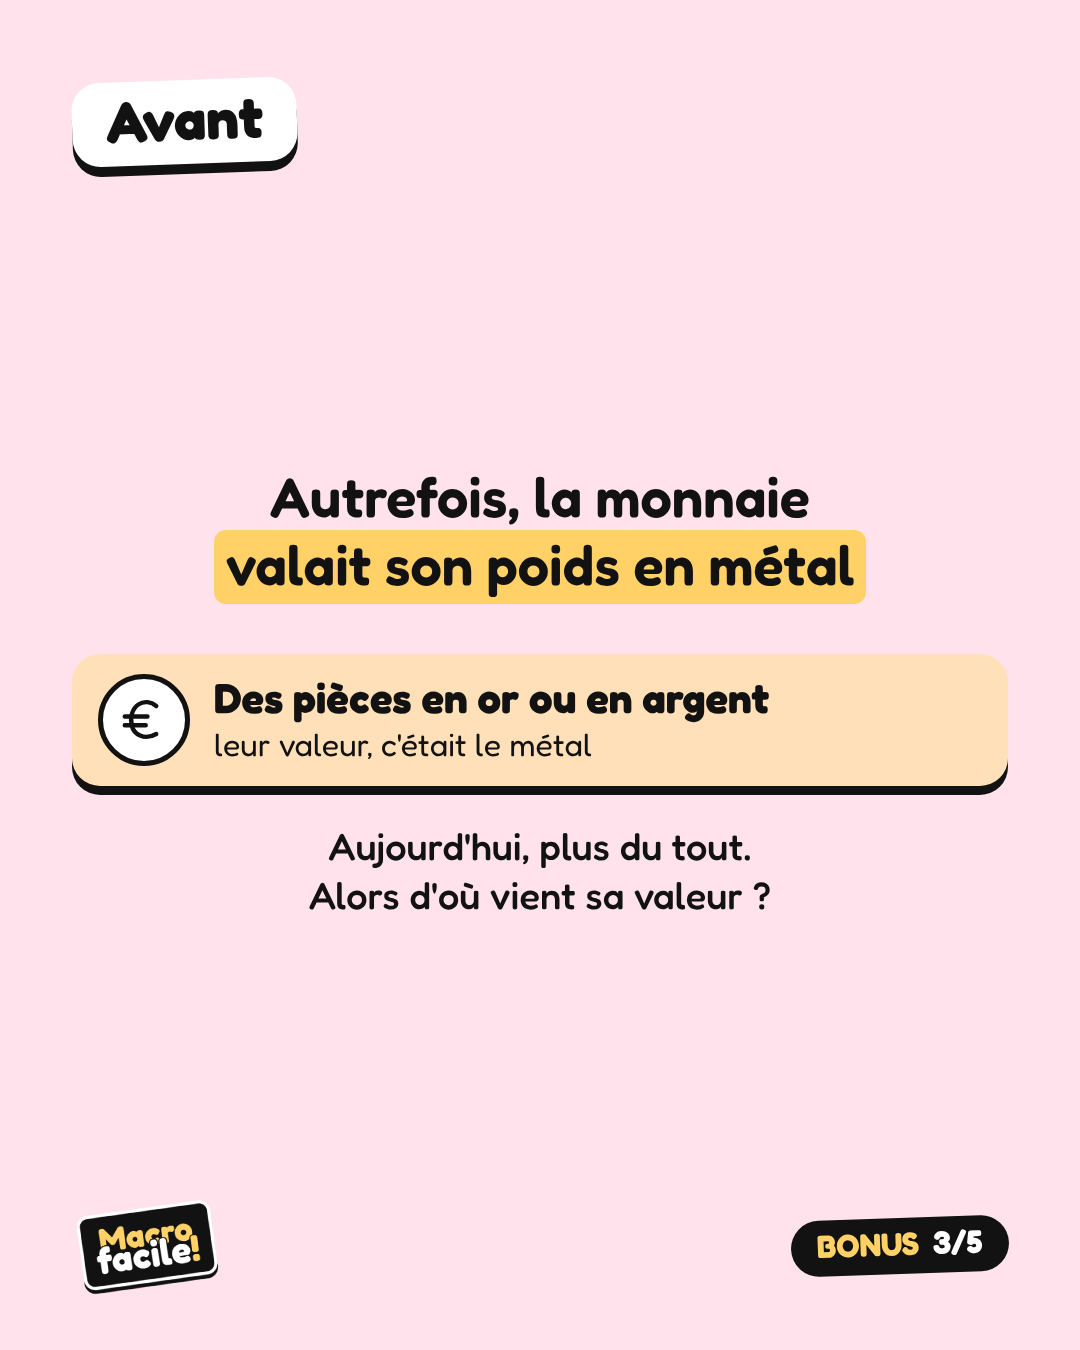 Avant
Autrefois, la monnaie
valait son poids en métal
€
Des pièces en or ou en argent
leur valeur, c'était le métal
Aujourd'hui, plus du tout.
Alors d'où vient sa valeur ?
Macro
facile!
BONUS 3/5